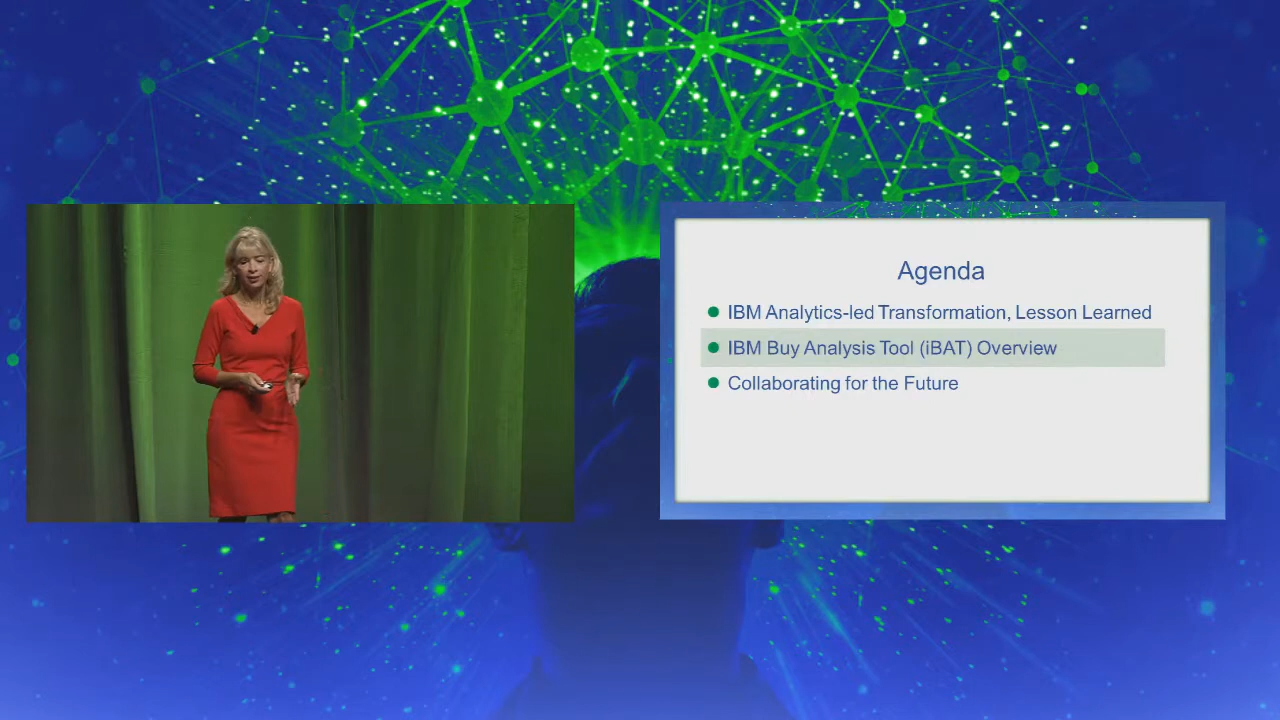 Agenda
IBM Analytics-led Transformation, Lesson Learned
IBM Buy Analysis Tool (iBAT) Overview
Collaborating for the Future